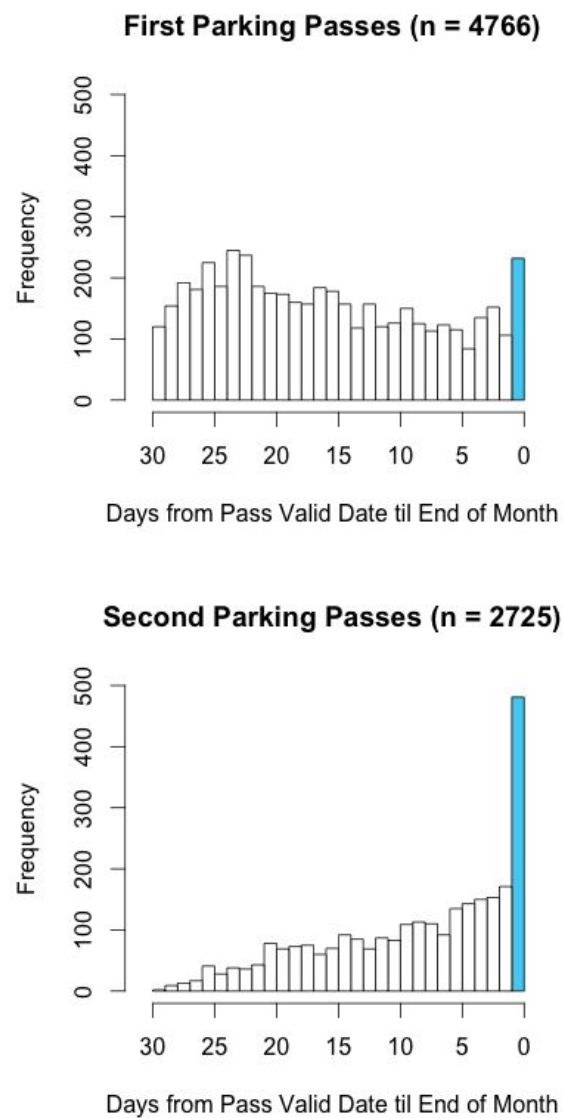 First Parking Passes (n = 4766)
500
400
300
200
100
0
Frequency
30 25 20 15 10 5 0
Days from Pass Valid Date til End of Month
Second Parking Passes (n = 2725)
500
400
300
200
100
0
Frequency
30 25 20 15 10 5 0
Days from Pass Valid Date til End of Month